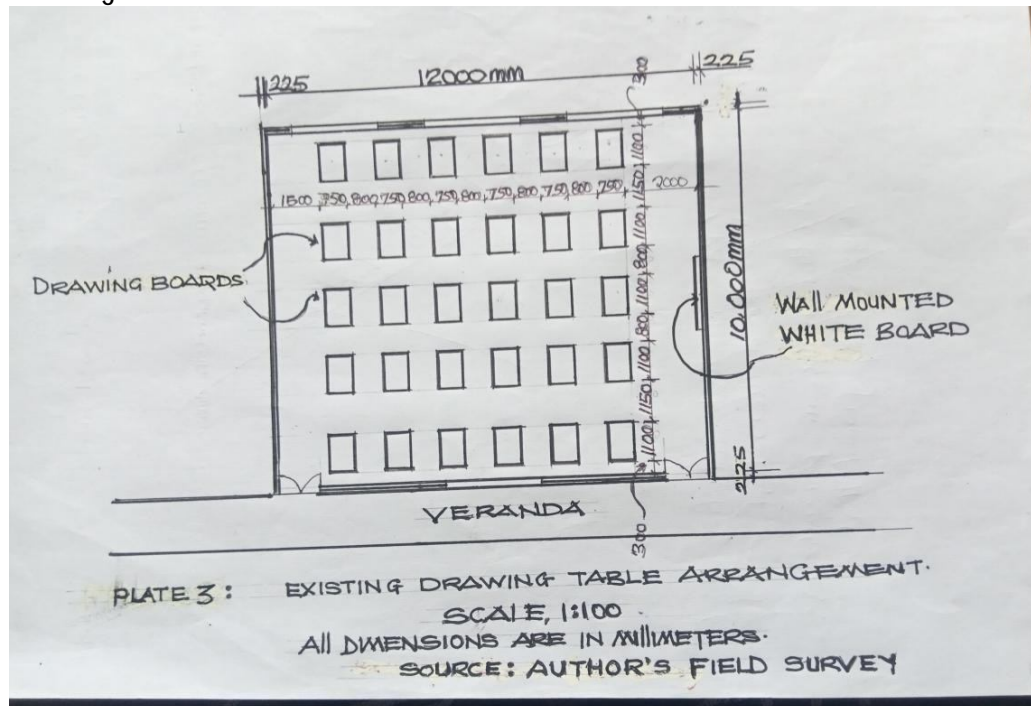 225
12000mm
300
225
1500, 750, 800, 750, 800, 750, 800, 750, 800, 750, 800, 750,
2000
300, 1100, 1150, 1100, 800, 1100, 800, 1100, 1150, 1100
10.000mm
DRAWING BOARDS
WALL MOUNTED
WHITE BOARD
225
VERANDA
300
PLATE 3: EXISTING DRAWING TABLE ARRANGEMENT.
SCALE, 1:100.
All DIMENSIONS ARE IN MILLIMETERS.
SOURCE: AUTHOR'S FIELD SURVEY